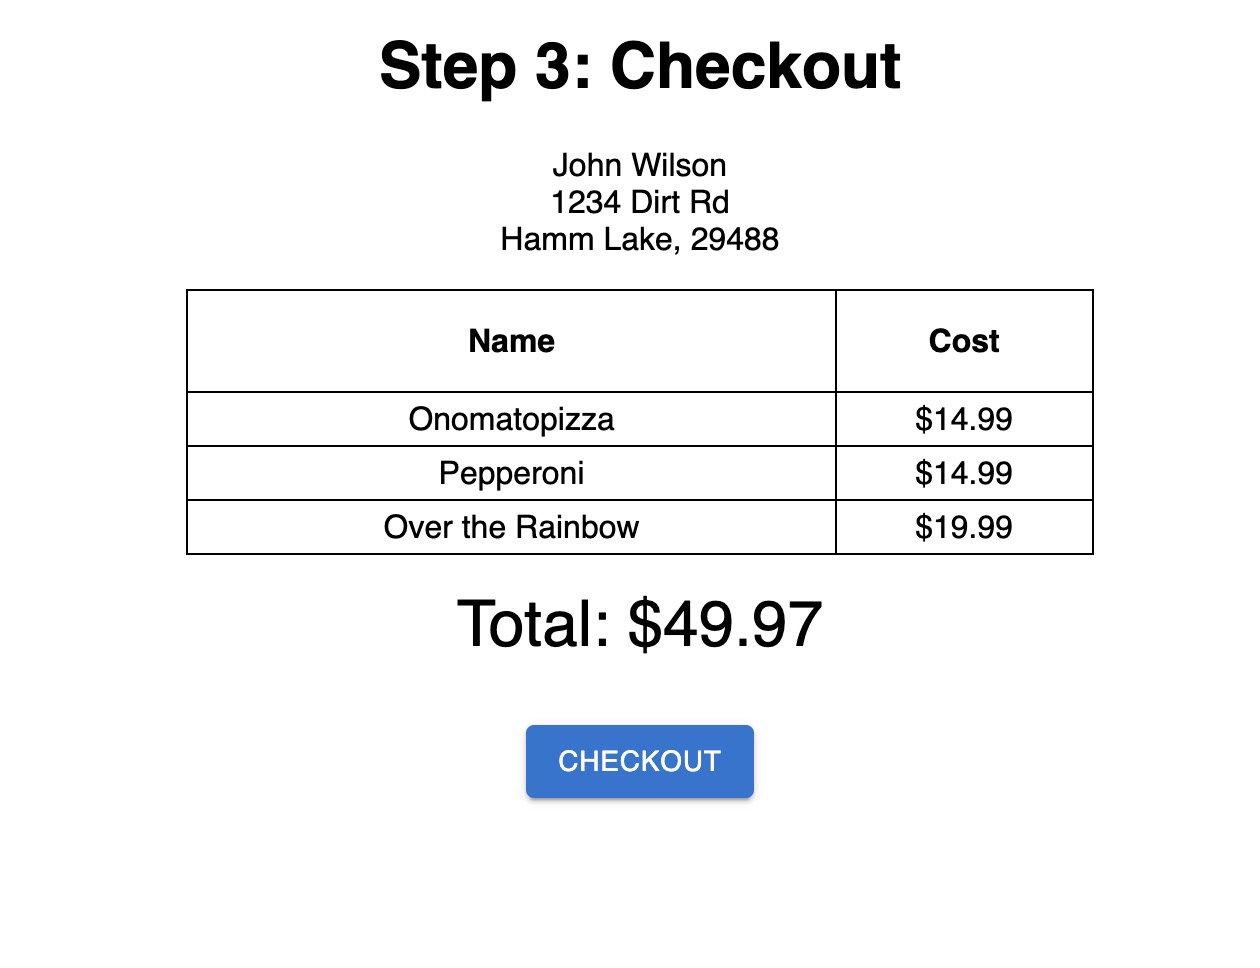 Step 3: Checkout
John Wilson
1234 Dirt Rd
Hamm Lake, 29488
Name Cost
Onomatopizza $14.99
Pepperoni $14.99
Over the Rainbow $19.99
Total: $49.97
CHECKOUT